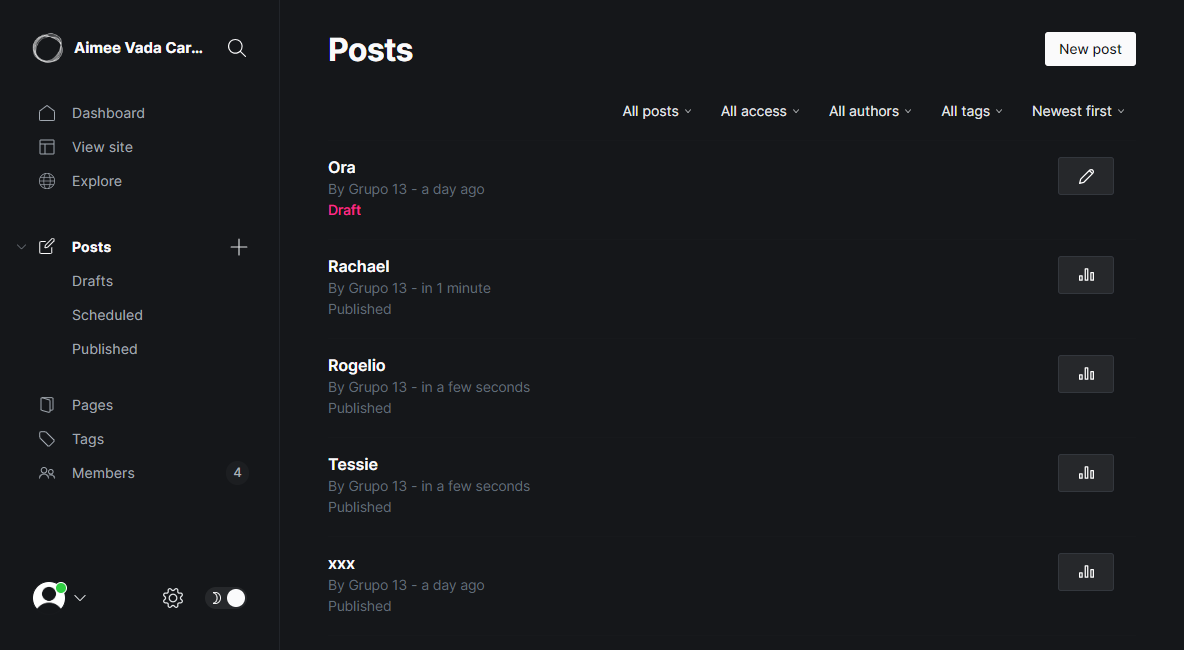 Aimee Vada Car...
Dashboard
View site
Explore
Posts
Drafts
Scheduled
Published
Pages
Tags
Members 4
Posts
New post
All posts All access All authors All tags Newest first
Ora
By Grupo 13 - a day ago
Draft
Rachael
By Grupo 13 - in 1 minute
Published
Rogelio
By Grupo 13 - in a few seconds
Published
Tessie
By Grupo 13 - in a few seconds
Published
xxx
By Grupo 13 - a day ago
Published